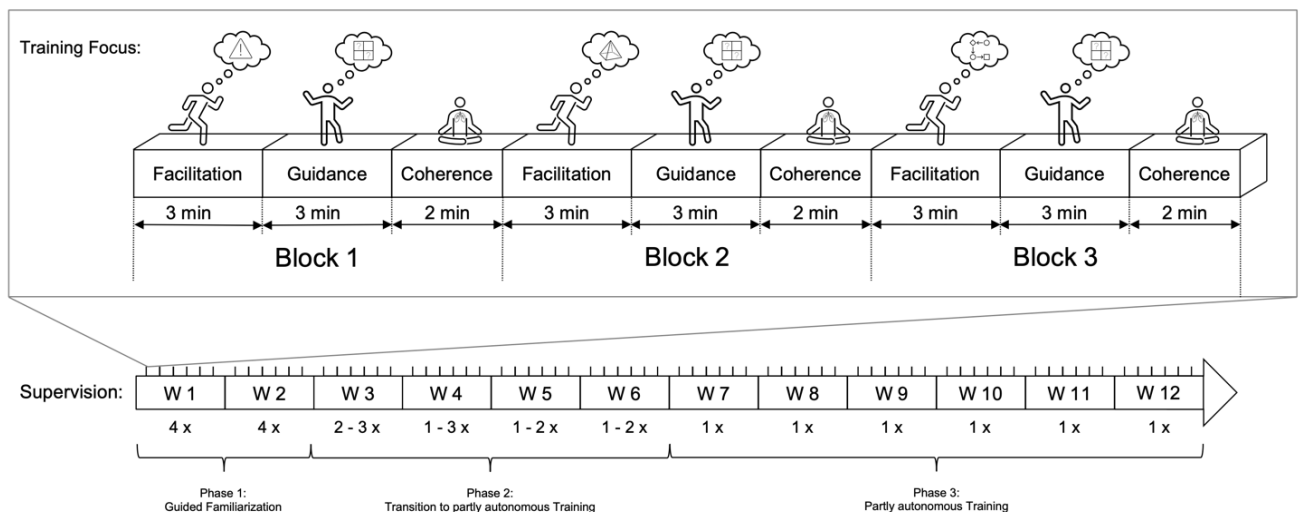 Training Focus:
Facilitation Guidance Coherence Facilitation Guidance Coherence Facilitation Guidance Coherence
3 min 3 min 2 min 3 min 3 min 2 min 3 min 3 min 2 min
Block 1 Block 2 Block 3
Supervision: W 1 W 2 W 3 W 4 W 5 W 6 W 7 W 8 W 9 W 10 W 11 W 12
4 x 4 x 2 - 3 x 1 - 3 x 1 - 2 x 1 - 2 x 1 x 1 x 1 x 1 x 1 x 1 x
Phase 1: Phase 2: Phase 3:
Guided Familiarization Transition to partly autonomous Training Partly autonomous Training